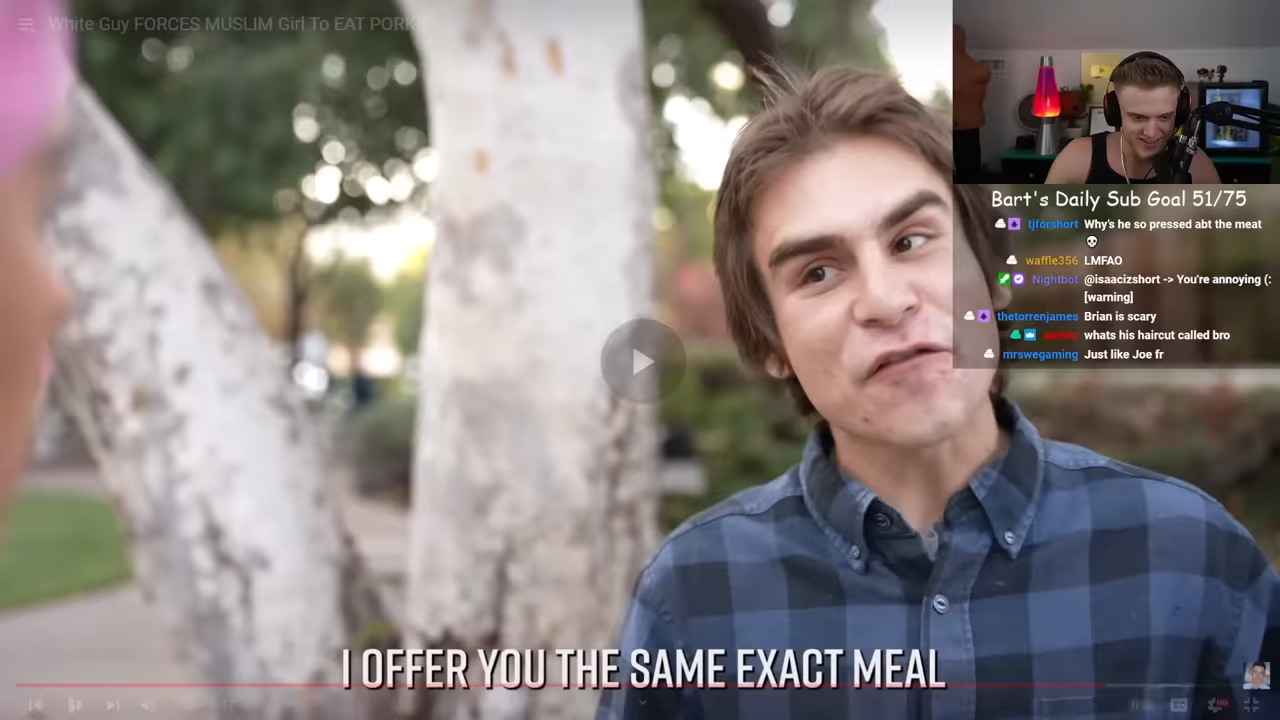 White Guy FORCES MUSLIM Girl To EAT PORK
Bart's Daily Sub Goal 51/75
tjforshort Why's he so pressed abt the meat
waffle356 LMFAO
Nightbot @isaacizshort -> You're annoying (:
[warning]
thetorrenjames Brian is scary
whats his haircut called bro
mrswegaming Just like Joe fr
I OFFER YOU THE SAME EXACT MEAL